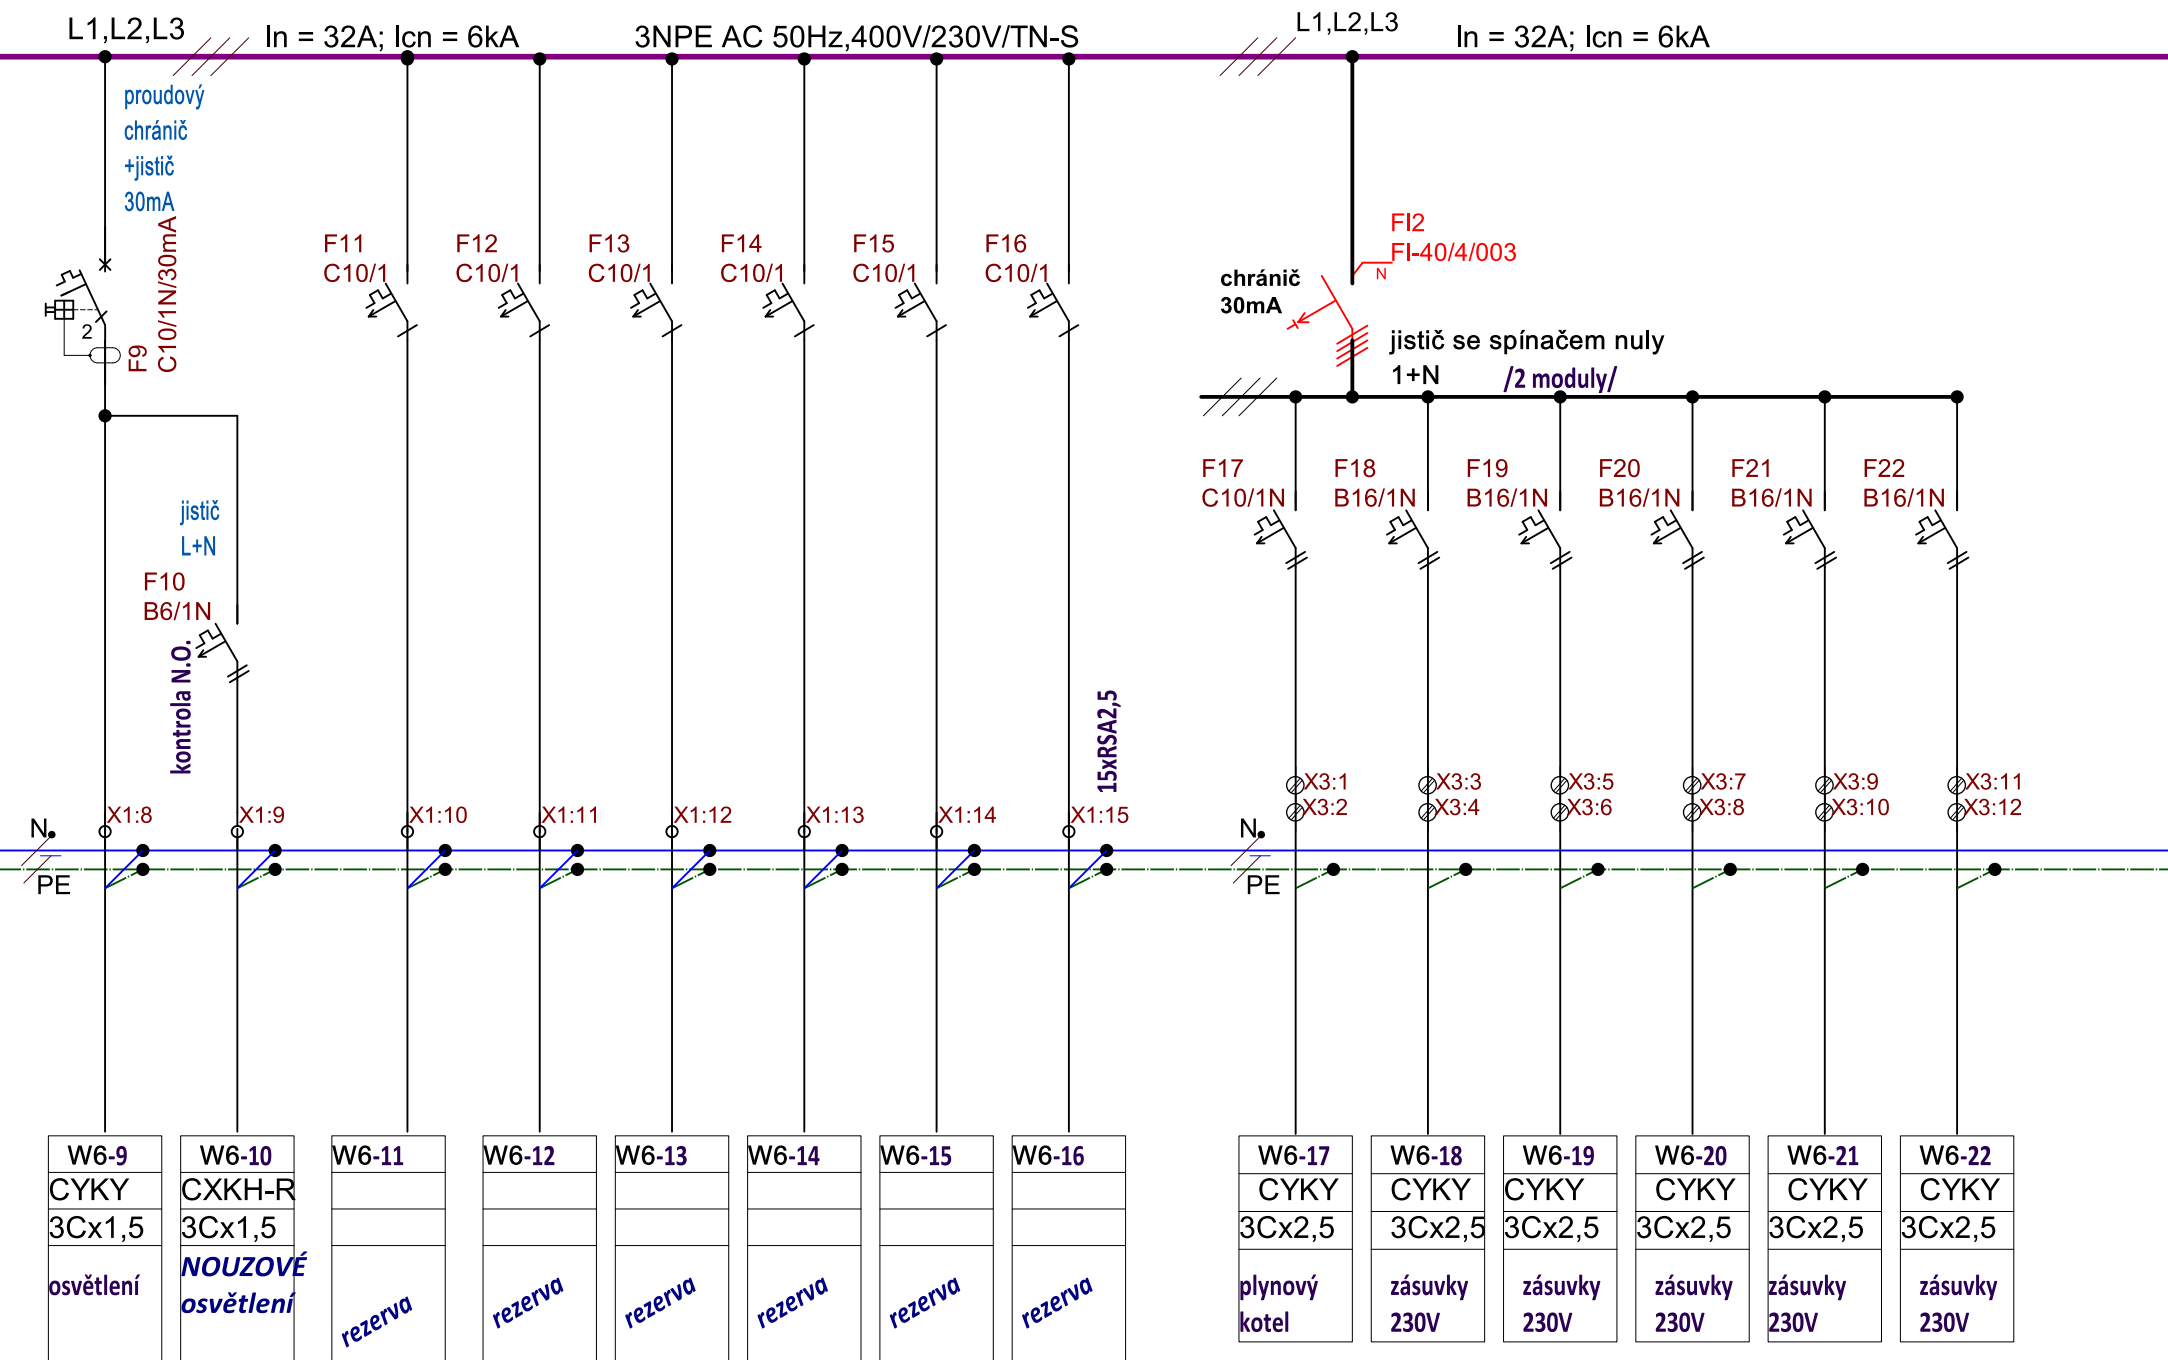 L1,L2,L3
In = 32A; Icn = 6kA
3NPE AC 50Hz,400V/230V/TN-S
L1,L2,L3
In = 32A; Icn = 6kA
proudový
chránič
+jistič
30mA
F9
C10/1N/30mA
2
jistič
L+N
F10
B6/1N
kontrola N.O.
F11
C10/1
F12
C10/1
F13
C10/1
F14
C10/1
F15
C10/1
F16
C10/1
15xRSA2,5
FI2
FI-40/4/003
N
chránič
30mA
jistič se spínačem nuly
1+N
/2 moduly/
F17
C10/1N
F18
B16/1N
F19
B16/1N
F20
B16/1N
F21
B16/1N
F22
B16/1N
X1:8
X1:9
X1:10
X1:11
X1:12
X1:13
X1:14
X1:15
X3:1
X3:2
X3:3
X3:4
X3:5
X3:6
X3:7
X3:8
X3:9
X3:10
X3:11
X3:12
N
PE
N
PE
W6-9
CYKY
3Cx1,5
osvětlení
W6-10
CXKH-R
3Cx1,5
NOUZOVÉ
osvětlení
W6-11
rezerva
W6-12
rezerva
W6-13
rezerva
W6-14
rezerva
W6-15
rezerva
W6-16
rezerva
W6-17
CYKY
3Cx2,5
plynový
kotel
W6-18
CYKY
3Cx2,5
zásuvky
230V
W6-19
CYKY
3Cx2,5
zásuvky
230V
W6-20
CYKY
3Cx2,5
zásuvky
230V
W6-21
CYKY
3Cx2,5
zásuvky
230V
W6-22
CYKY
3Cx2,5
zásuvky
230V